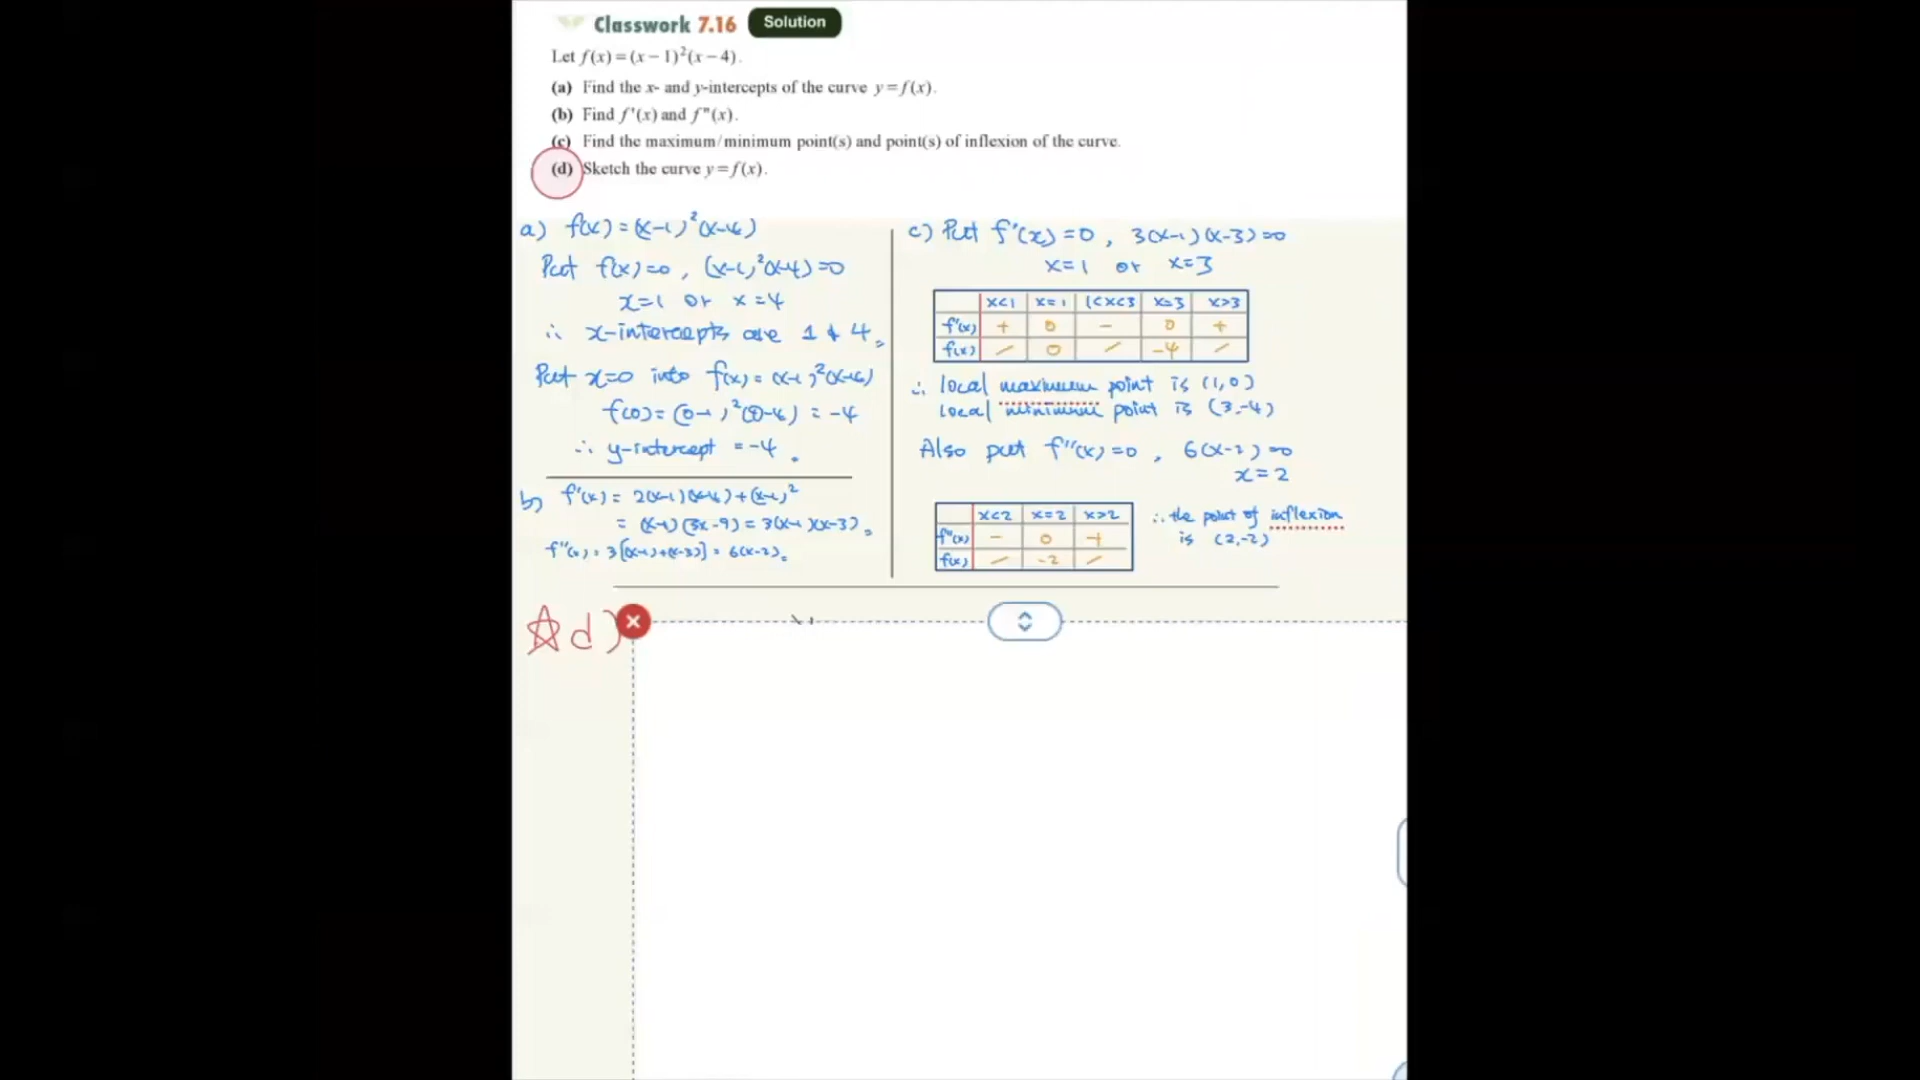 Classwork 7.16 Solution
Let f(x) = (x − 1)²(x − 4).
(a) Find the x- and y-intercepts of the curve y = f(x).
(b) Find f'(x) and f"(x).
(c) Find the maximum/minimum point(s) and point(s) of inflexion of the curve.
(d) Sketch the curve y = f(x).
a) f(x) = (x-1)²(x-4)
Put f(x)=0, (x-1)²(x-4)=0
x=1 or x=4
∴ x-intercepts are 1 & 4.
Put x=0 into f(x) = (x-1)²(x-4)
f(0) = (0-1)²(0-4) = -4
∴ y-intercept = -4.
b) f'(x) = 2(x-1)(x-4)+(x-1)²
= (x-1)(3x-9) = 3(x-1)(x-3).
f''(x) = 3[(x-1)+(x-3)] = 6(x-2).
c) Put f'(x) = 0, 3(x-1)(x-3)=0
x=1 or x=3
x<1 x=1 1<x<3 x=3 x>3
f'(x) + 0 - 0 +
f(x) / 0 / -4 /
∴ local maximum point is (1,0)
local minimum point is (3,-4)
Also put f''(x)=0, 6(x-2)=0
x=2
x<2 x=2 x>2
f''(x) - 0 +
f(x) / -2 /
∴ the point of inflexion
is (2,-2)
☆d)